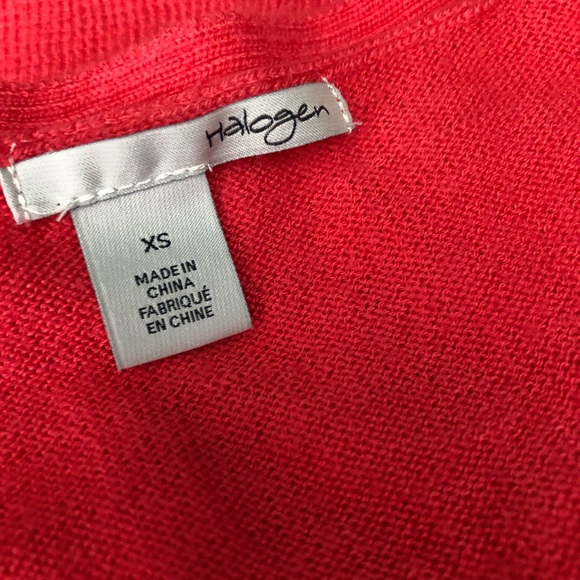 Halogen
XS
MADE IN
CHINA
FABRIQUÉ
EN CHINE